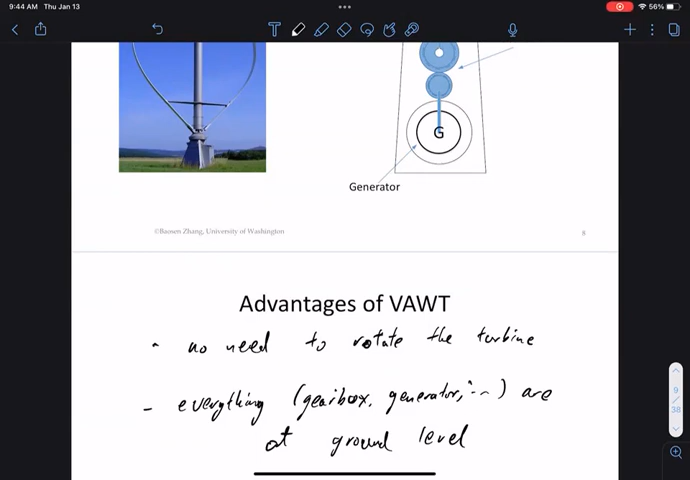 9:44 AM Thu Jan 13
56%
T
G
Generator
©Baosen Zhang, University of Washington
8
Advantages of VAWT
- no need to rotate the turbine
- everything (gearbox, generator, ...) are
at ground level
9
/
38